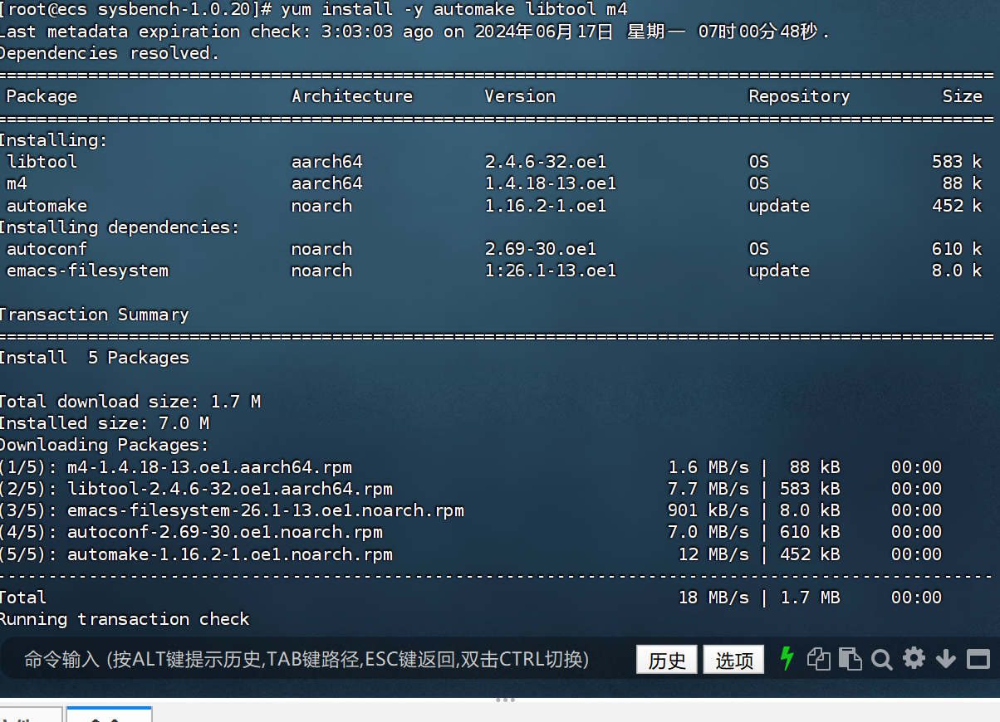 [root@ecs sysbench-1.0.20]# yum install -y automake libtool m4
Last metadata expiration check: 3:03:03 ago on 2024年06月17日 星期一 07时00分48秒.
Dependencies resolved.
Package Architecture Version Repository Size
Installing:
libtool aarch64 2.4.6-32.oe1 OS 583 k
m4 aarch64 1.4.18-13.oe1 OS 88 k
automake noarch 1.16.2-1.oe1 update 452 k
Installing dependencies:
autoconf noarch 2.69-30.oe1 OS 610 k
emacs-filesystem noarch 1:26.1-13.oe1 update 8.0 k
Transaction Summary
Install 5 Packages
Total download size: 1.7 M
Installed size: 7.0 M
Downloading Packages:
(1/5): m4-1.4.18-13.oe1.aarch64.rpm 1.6 MB/s | 88 kB 00:00
(2/5): libtool-2.4.6-32.oe1.aarch64.rpm 7.7 MB/s | 583 kB 00:00
(3/5): emacs-filesystem-26.1-13.oe1.noarch.rpm 901 kB/s | 8.0 kB 00:00
(4/5): autoconf-2.69-30.oe1.noarch.rpm 7.0 MB/s | 610 kB 00:00
(5/5): automake-1.16.2-1.oe1.noarch.rpm 12 MB/s | 452 kB 00:00
Total 18 MB/s | 1.7 MB 00:00
Running transaction check
命令输入 (按ALT键提示历史,TAB键路径,ESC键返回,双击CTRL切换) 历史 选项